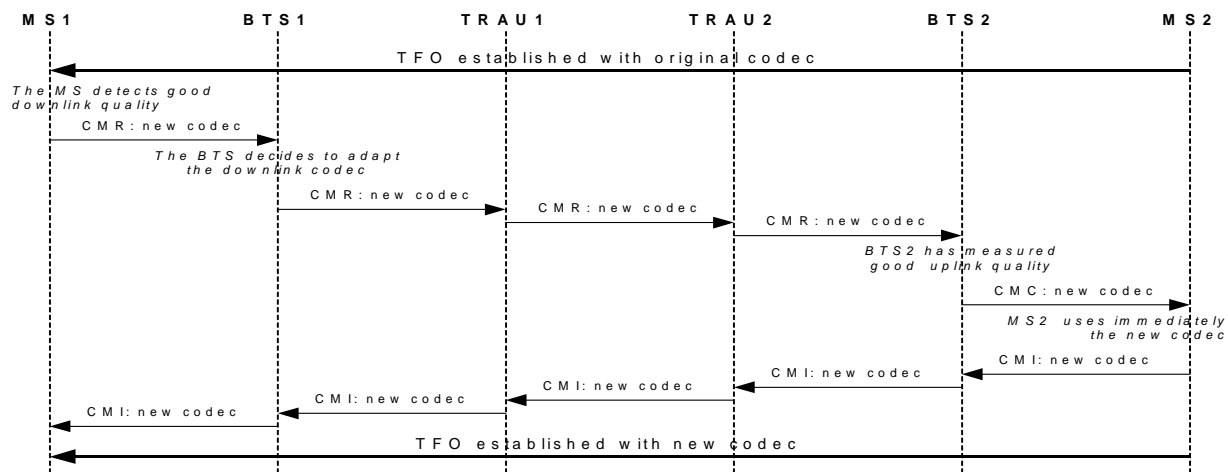 MS1 BTS1 TRAU1 TRAU2 BTS2 MS2
TFO established with original codec
The MS detects good
downlink quality
CMR: new codec
The BTS decides to adapt
the downlink codec
CMR: new codec
CMR: new codec
CMR: new codec
BTS2 has measured
good uplink quality
CMC: new codec
MS2 uses immediately
the new codec
CMI: new codec
CMI: new codec
CMI: new codec
CMI: new codec
CMI: new codec
TFO established with new codec